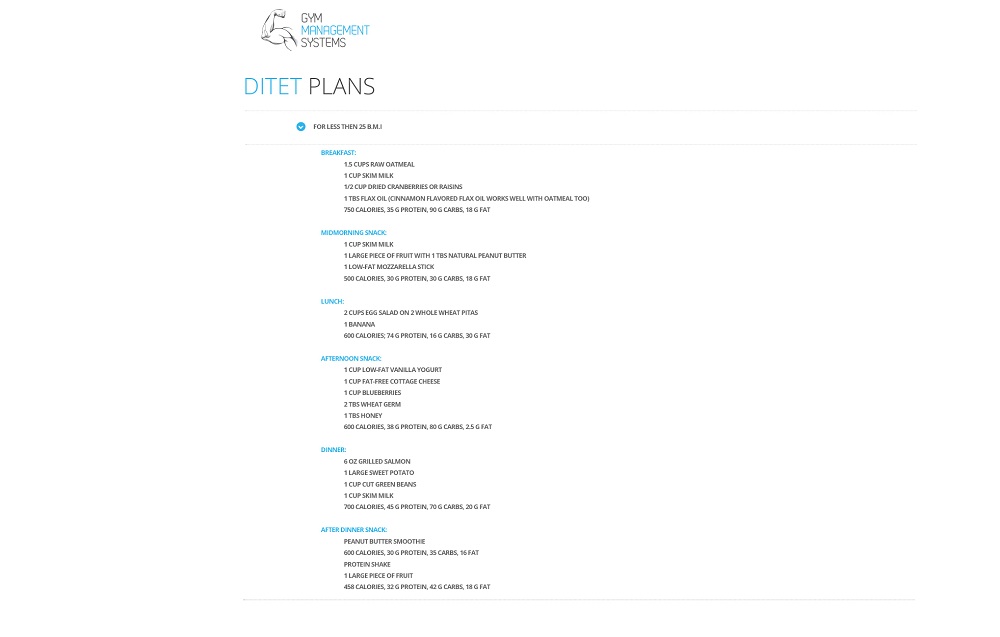 GYM
MANAGEMENT
SYSTEMS
DITET PLANS
FOR LESS THEN 25 B.M.I
BREAKFAST:
1.5 CUPS RAW OATMEAL
1 CUP SKIM MILK
1/2 CUP DRIED CRANBERRIES OR RAISINS
1 TBS FLAX OIL (CINNAMON FLAVORED FLAX OIL WORKS WELL WITH OATMEAL TOO)
750 CALORIES, 35 G PROTEIN, 90 G CARBS, 18 G FAT
MIDMORNING SNACK:
1 CUP SKIM MILK
1 LARGE PIECE OF FRUIT WITH 1 TBS NATURAL PEANUT BUTTER
1 LOW-FAT MOZZARELLA STICK
500 CALORIES, 30 G PROTEIN, 30 G CARBS, 18 G FAT
LUNCH:
2 CUPS EGG SALAD ON 2 WHOLE WHEAT PITAS
1 BANANA
600 CALORIES; 74 G PROTEIN, 16 G CARBS, 30 G FAT
AFTERNOON SNACK:
1 CUP LOW-FAT VANILLA YOGURT
1 CUP FAT-FREE COTTAGE CHEESE
1 CUP BLUEBERRIES
2 TBS WHEAT GERM
1 TBS HONEY
600 CALORIES, 38 G PROTEIN, 80 G CARBS, 2.5 G FAT
DINNER:
6 OZ GRILLED SALMON
1 LARGE SWEET POTATO
1 CUP CUT GREEN BEANS
1 CUP SKIM MILK
700 CALORIES, 45 G PROTEIN, 70 G CARBS, 20 G FAT
AFTER DINNER SNACK:
PEANUT BUTTER SMOOTHIE
600 CALORIES, 30 G PROTEIN, 35 CARBS, 16 FAT
PROTEIN SHAKE
1 LARGE PIECE OF FRUIT
458 CALORIES, 32 G PROTEIN, 42 G CARBS, 18 G FAT